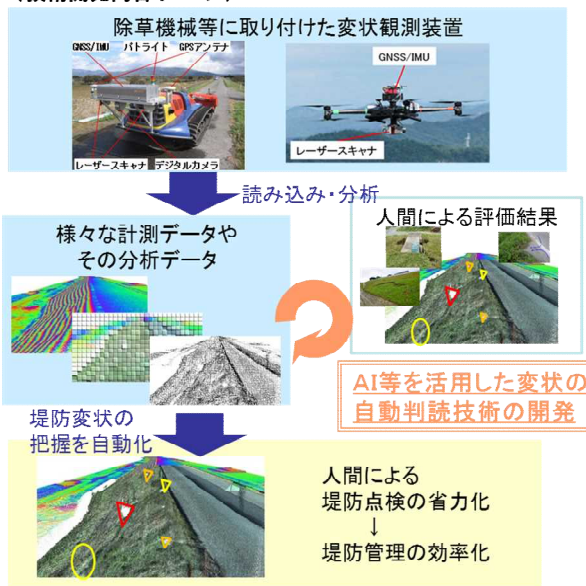 除草機械等に取り付けた変状観測装置
GNSS/IMU パトライト GPSアンテナ
レーザースキャナ デジタルカメラ
GNSS/IMU
レーザースキャナ
読み込み・分析
様々な計測データや
その分析データ
人間による評価結果
AI等を活用した変状の
自動判読技術の開発
堤防変状の
把握を自動化
人間による
堤防点検の省力化
↓
堤防管理の効率化